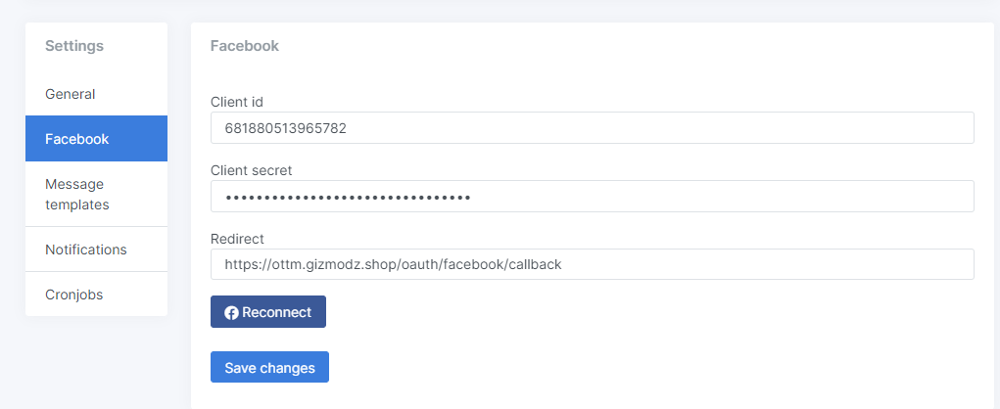 Settings
General
Facebook
Message
templates
Notifications
Cronjobs
Facebook
Client id
681880513965782
Client secret
••••••••••••••••••••••••••••••••
Redirect
https://ottm.gizmodz.shop/oauth/facebook/callback
Reconnect
Save changes